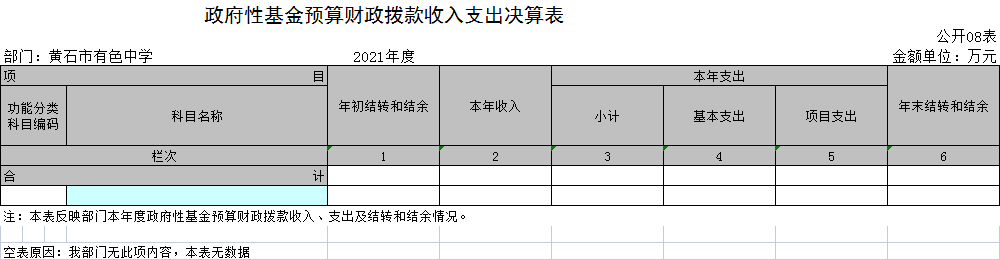 政府性基金预算财政拨款收入支出决算表
公开08表
部门：黄石市有色中学 2021年度 金额单位：万元
项 目 年初结转和结余 本年收入 本年支出 年末结转和结余
功能分类科目编码 科目名称 小计 基本支出 项目支出
栏次 1 2 3 4 5 6
合 计
注：本表反映部门本年度政府性基金预算财政拨款收入、支出及结转和结余情况。
空表原因：我部门无此项内容，本表无数据